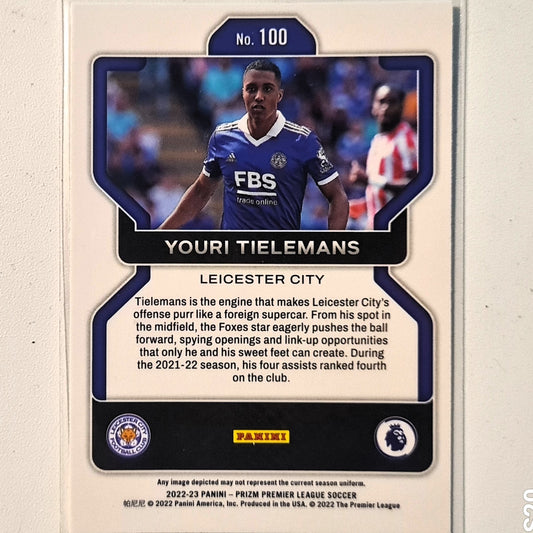 No. 100
FBS
trade online
YOURI TIELEMANS
LEICESTER CITY
Tielemans is the engine that makes Leicester City's
offense purr like a foreign supercar. From his spot in
the midfield, the Foxes star eagerly pushes the ball
forward, spying openings and link-up opportunities
that only he and his sweet feet can create. During
the 2021-22 season, his four assists ranked fourth
on the club.
LEICESTER CITY
FOOTBALL CLUB
PANINI
Any image depicted may not represent the current season uniform.
2022-23 PANINI – PRIZM PREMIER LEAGUE SOCCER
帕尼尼 © 2022 Panini America, Inc. Produced in the USA. © 2022 The Premier League